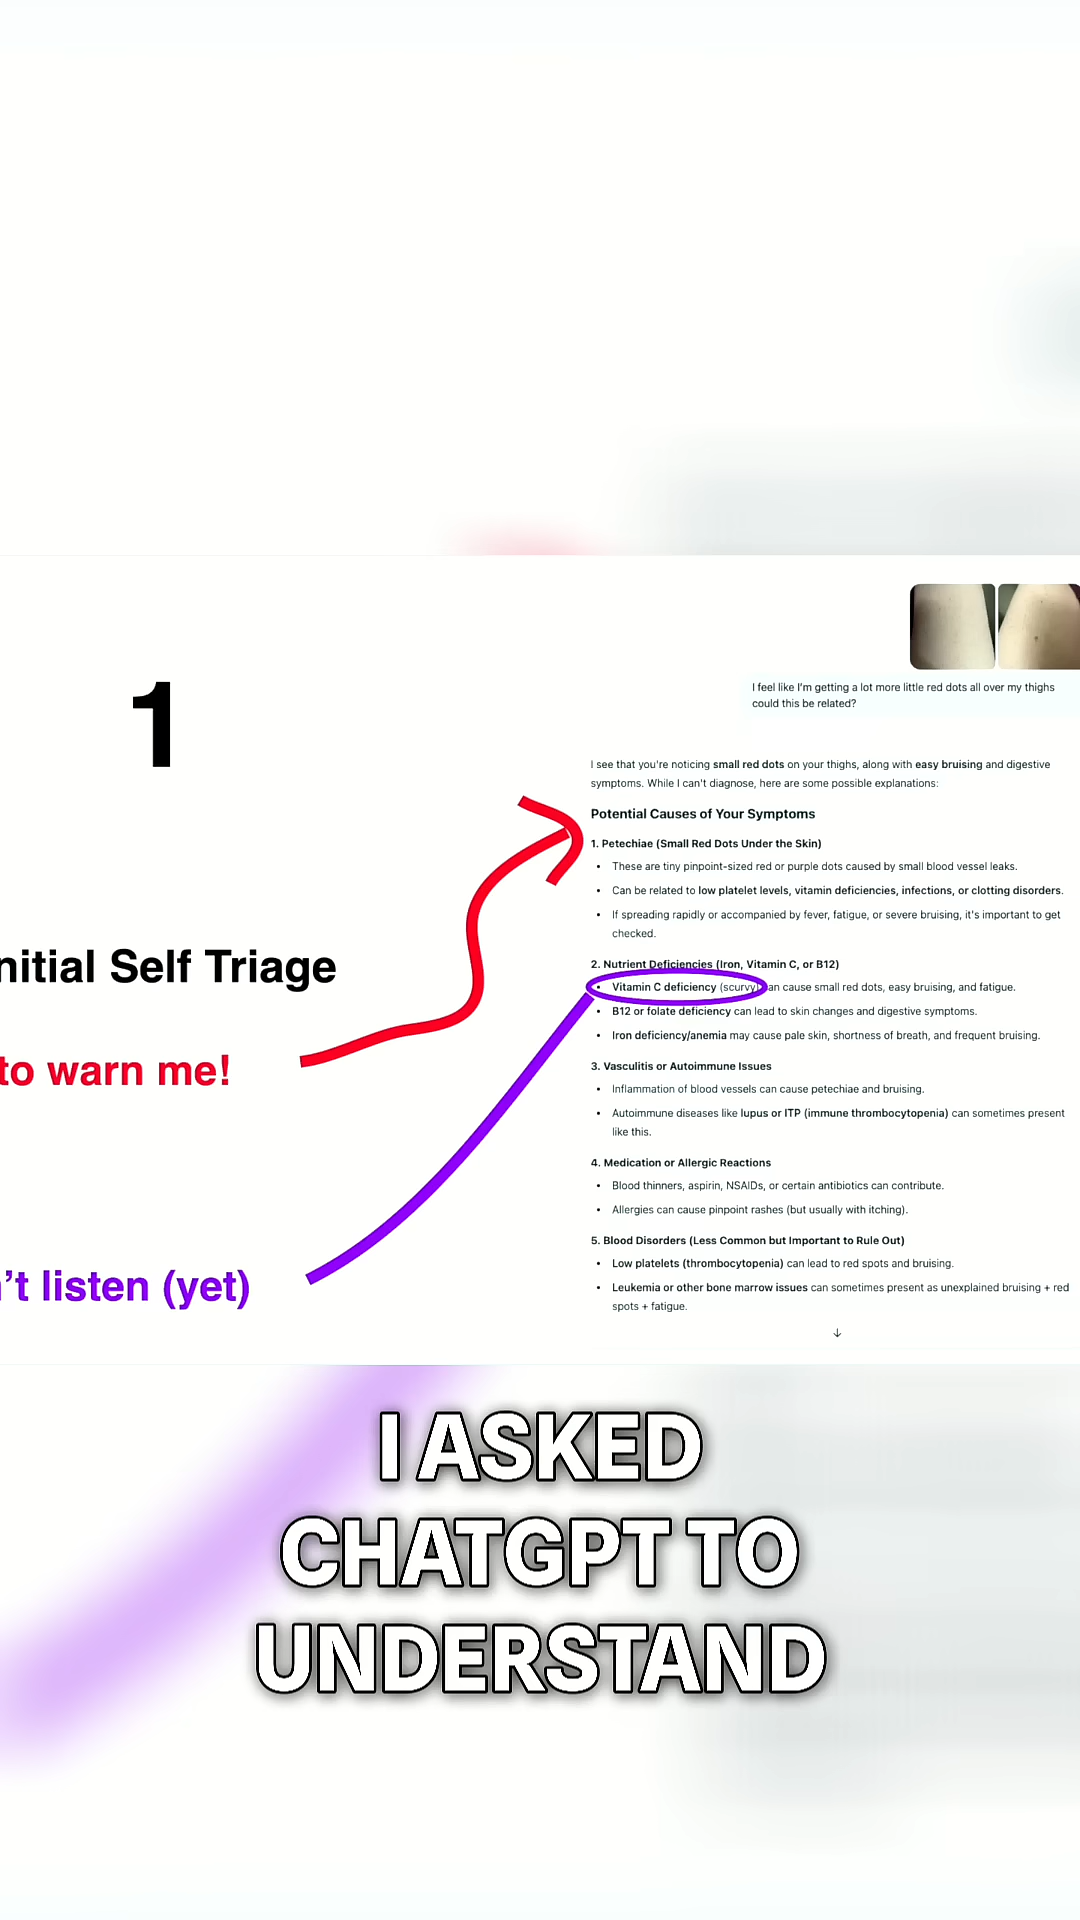 1
nitial Self Triage
to warn me!
't listen (yet)
I feel like I'm getting a lot more little red dots all over my thighs
could this be related?
I see that you're noticing small red dots on your thighs, along with easy bruising and digestive
symptoms. While I can't diagnose, here are some possible explanations:
Potential Causes of Your Symptoms
1. Petechiae (Small Red Dots Under the Skin)
• These are tiny pinpoint-sized red or purple dots caused by small blood vessel leaks.
• Can be related to low platelet levels, vitamin deficiencies, infections, or clotting disorders.
• If spreading rapidly or accompanied by fever, fatigue, or severe bruising, it's important to get
checked.
2. Nutrient Deficiencies (Iron, Vitamin C, or B12)
• Vitamin C deficiency (scurvy) can cause small red dots, easy bruising, and fatigue.
• B12 or folate deficiency can lead to skin changes and digestive symptoms.
• Iron deficiency/anemia may cause pale skin, shortness of breath, and frequent bruising.
3. Vasculitis or Autoimmune Issues
• Inflammation of blood vessels can cause petechiae and bruising.
• Autoimmune diseases like lupus or ITP (immune thrombocytopenia) can sometimes present
like this.
4. Medication or Allergic Reactions
• Blood thinners, aspirin, NSAIDs, or certain antibiotics can contribute.
• Allergies can cause pinpoint rashes (but usually with itching).
5. Blood Disorders (Less Common but Important to Rule Out)
• Low platelets (thrombocytopenia) can lead to red spots and bruising.
• Leukemia or other bone marrow issues can sometimes present as unexplained bruising + red
spots + fatigue.
I ASKED
CHATGPT TO
UNDERSTAND